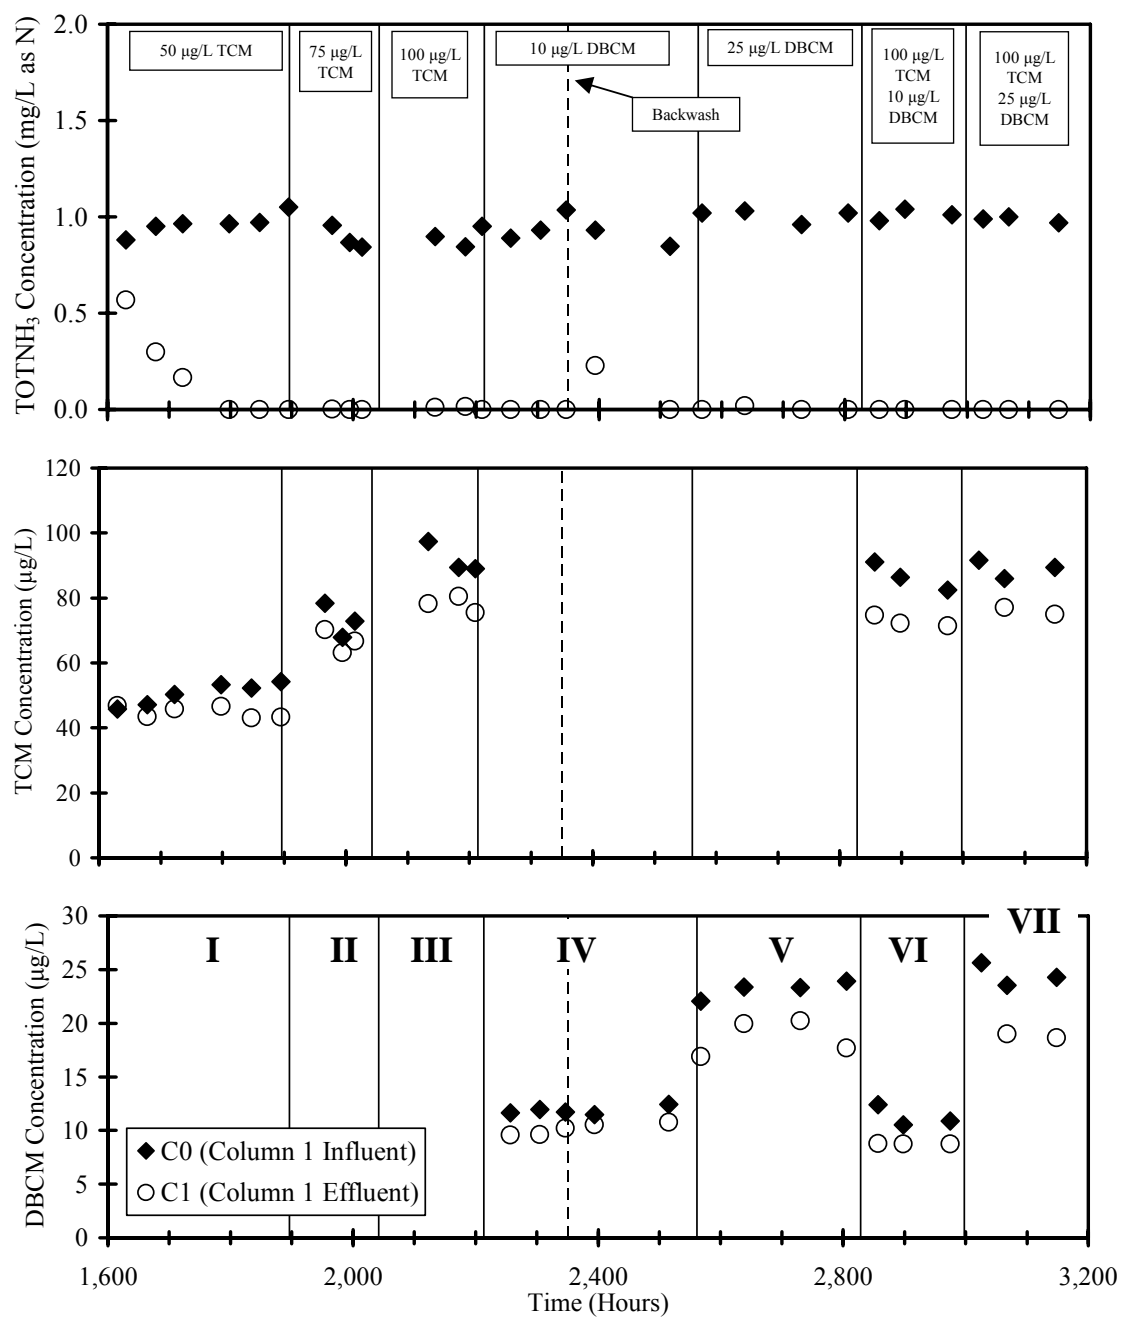 2.0
1.5
1.0
0.5
0.0
TOTNH3 Concentration (mg/L as N)
50 μg/L TCM
75 μg/L
TCM
100 μg/L
TCM
10 μg/L DBCM
25 μg/L DBCM
100 μg/L
TCM
10 μg/L
DBCM
100 μg/L
TCM
25 μg/L
DBCM
Backwash
120
100
80
60
40
20
0
TCM Concentration (μg/L)
30
25
20
15
10
5
0
DBCM Concentration (μg/L)
I
II
III
IV
V
VI
VII
C0 (Column 1 Influent)
C1 (Column 1 Effluent)
1,600
2,000
2,400
2,800
3,200
Time (Hours)